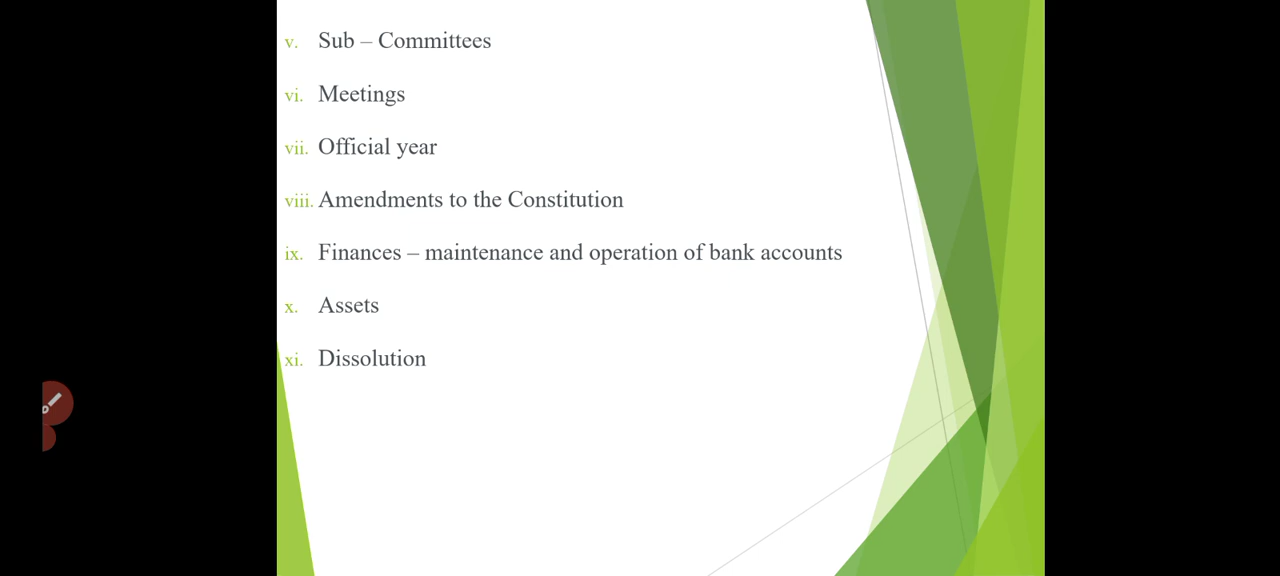 v. Sub – Committees
vi. Meetings
vii. Official year
viii. Amendments to the Constitution
ix. Finances – maintenance and operation of bank accounts
x. Assets
xi. Dissolution